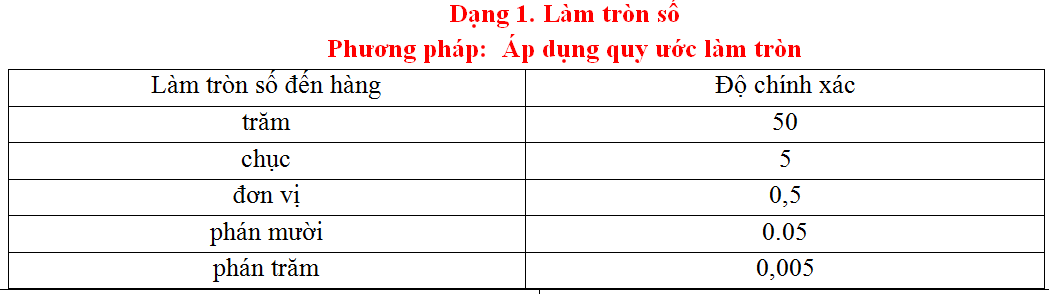 Dạng 1. Làm tròn số
Phương pháp: Áp dụng quy ước làm tròn
Làm tròn số đến hàng Độ chính xác
trăm 50
chục 5
đơn vị 0,5
phán mười 0.05
phán trăm 0,005